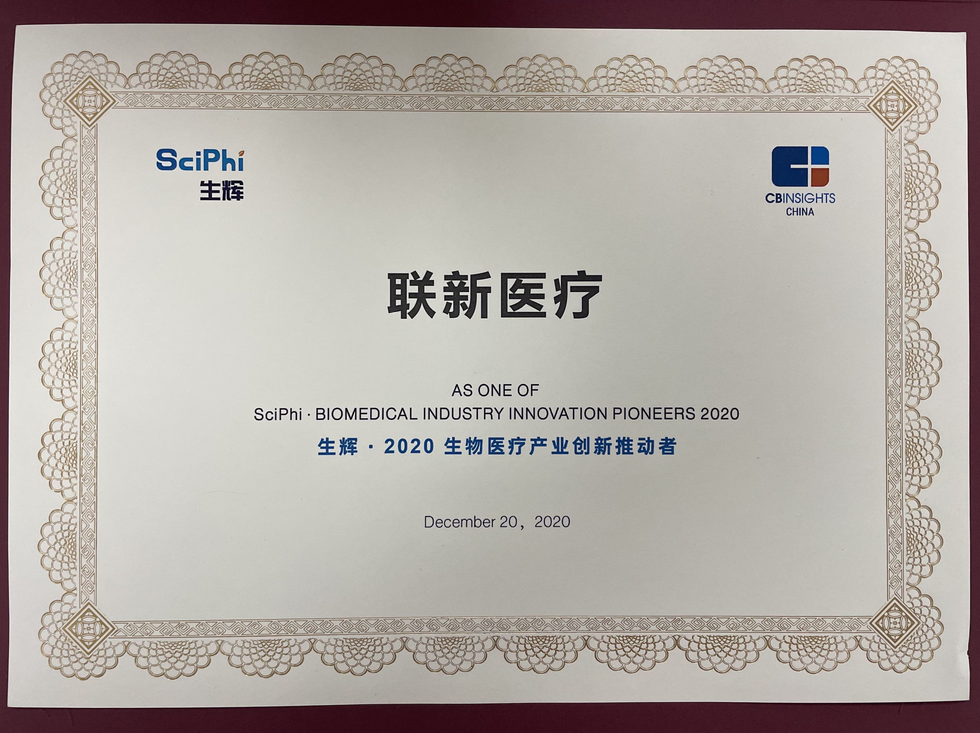 SciPhi
生辉
CBINSIGHTS
CHINA
联新医疗
AS ONE OF
SciPhi · BIOMEDICAL INDUSTRY INNOVATION PIONEERS 2020
生辉 · 2020 生物医疗产业创新推动者
December 20，2020